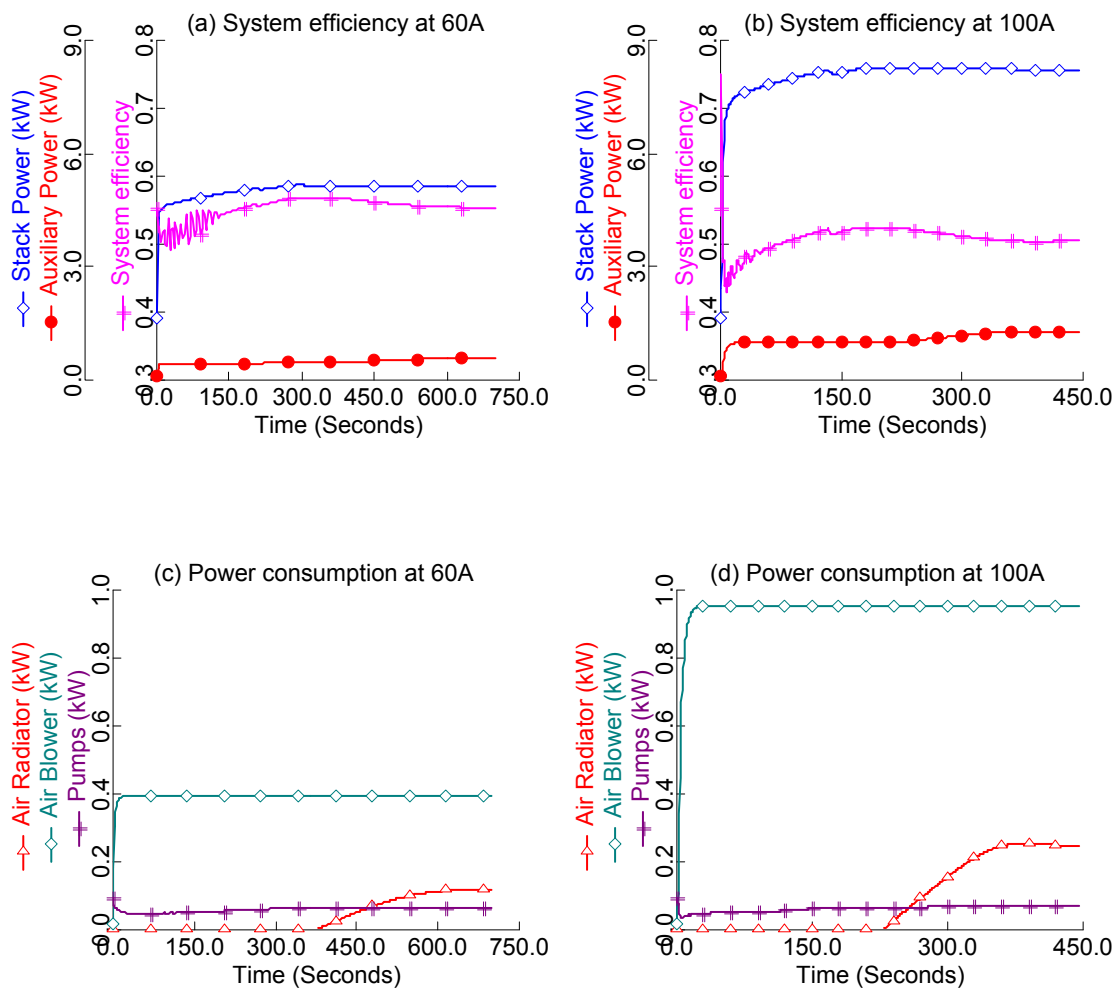 (a) System efficiency at 60A
Stack Power (kW)
Auxiliary Power (kW)
System efficiency
0.0 3.0 6.0 9.0
0.3 0.4 0.5 0.6 0.7 0.8
0.0 150.0 300.0 450.0 600.0 750.0
Time (Seconds)
(b) System efficiency at 100A
Stack Power (kW)
Auxiliary Power (kW)
System efficiency
0.0 3.0 6.0 9.0
0.3 0.4 0.5 0.6 0.7 0.8
0.0 150.0 300.0 450.0
Time (Seconds)
(c) Power consumption at 60A
Air Radiator (kW)
Air Blower (kW)
Pumps (kW)
0.0 0.2 0.4 0.6 0.8 1.0
0.0 150.0 300.0 450.0 600.0 750.0
Time (Seconds)
(d) Power consumption at 100A
Air Radiator (kW)
Air Blower (kW)
Pumps (kW)
0.0 0.2 0.4 0.6 0.8 1.0
0.0 150.0 300.0 450.0
Time (Seconds)